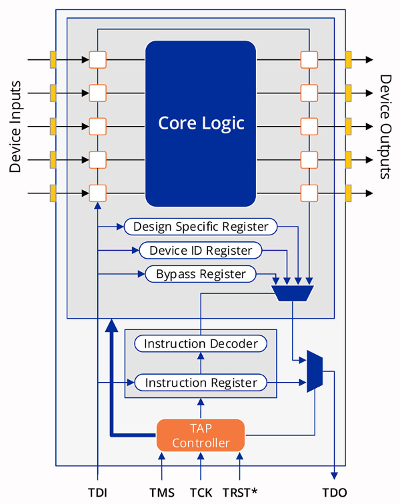 Device Inputs
Core Logic
Device Outputs
Design Specific Register
Device ID Register
Bypass Register
Instruction Decoder
Instruction Register
TAP
Controller
TDI
TMS
TCK
TRST*
TDO